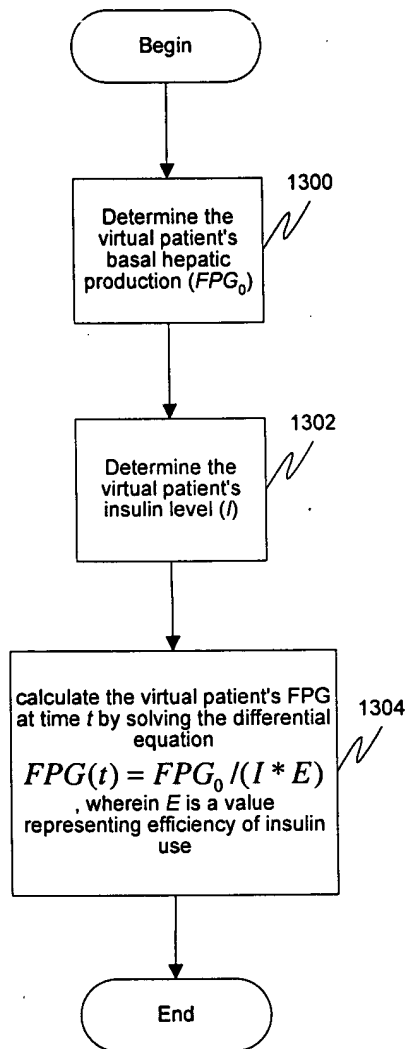 Begin
1300
Determine the
virtual patient's
basal hepatic
production (FPG₀)
1302
Determine the
virtual patient's
insulin level (I)
1304
calculate the virtual patient's FPG
at time t by solving the differential
equation
FPG(t) = FPG₀ /(I * E)
, wherein E is a value
representing efficiency of insulin
use
End